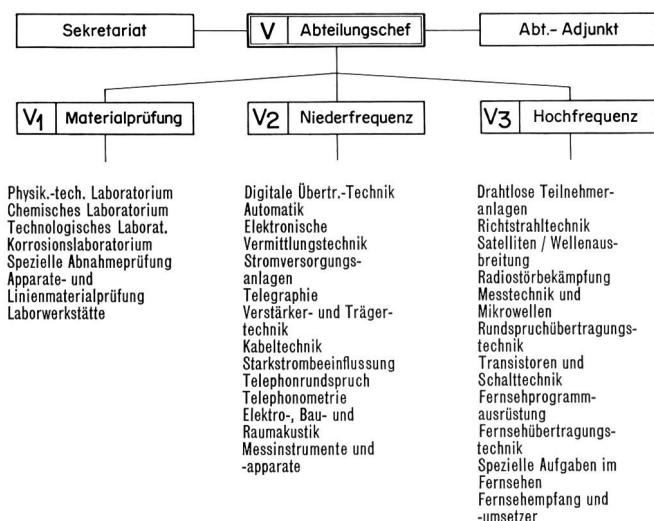 Sekretariat
V Abteilungschef
Abt.- Adjunkt
V1 Materialprüfung
V2 Niederfrequenz
V3 Hochfrequenz
Physik.-tech. Laboratorium
Chemisches Laboratorium
Technologisches Laborat.
Korrosionslaboratorium
Spezielle Abnahmeprüfung
Apparate- und
Linienmaterialprüfung
Laborwerkstätte
Digitale Übertr.-Technik
Automatik
Elektronische
Vermittlungstechnik
Stromversorgungs-
anlagen
Telegraphie
Verstärker- und Träger-
technik
Kabeltechnik
Starkstrombeeinflussung
Telephonrundspruch
Telephonometrie
Elektro-, Bau- und
Raumakustik
Messinstrumente und
-apparate
Drahtlose Teilnehmer-
anlagen
Richtstrahltechnik
Satelliten / Wellenaus-
breitung
Radiostörbekämpfung
Messtechnik und
Mikrowellen
Rundspruchübertragungs-
technik
Transistoren und
Schalttechnik
Fernsehprogramm-
ausrüstung
Fernsehübertragungs-
technik
Spezielle Aufgaben im
Fernsehen
Fernsehempfang und
-umsetzer